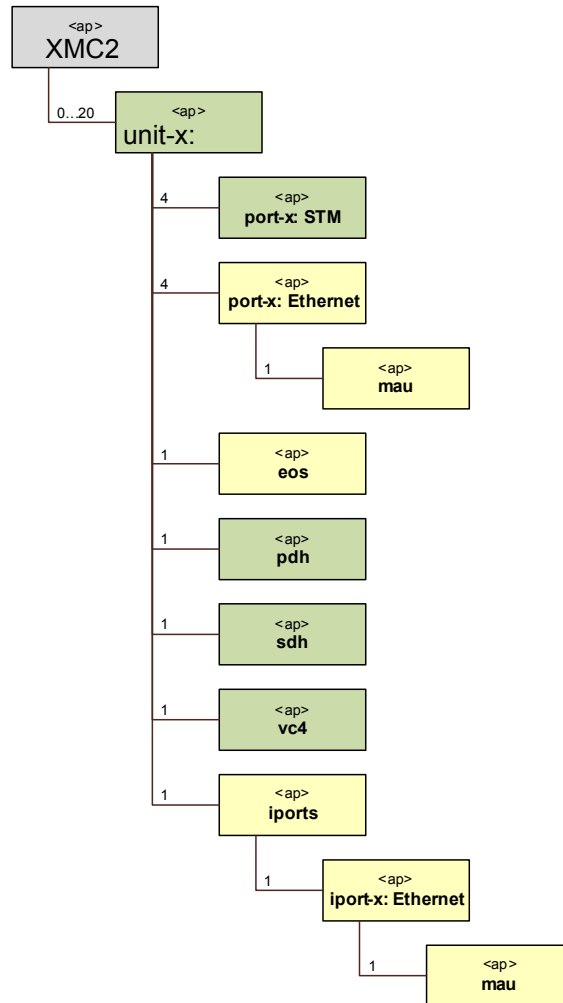 <ap>
XMC2
0...20
<ap>
unit-x:
4
<ap>
port-x: STM
4
<ap>
port-x: Ethernet
1
<ap>
mau
1
<ap>
eos
1
<ap>
pdh
1
<ap>
sdh
1
<ap>
vc4
1
<ap>
iports
1
<ap>
iport-x: Ethernet
1
<ap>
mau